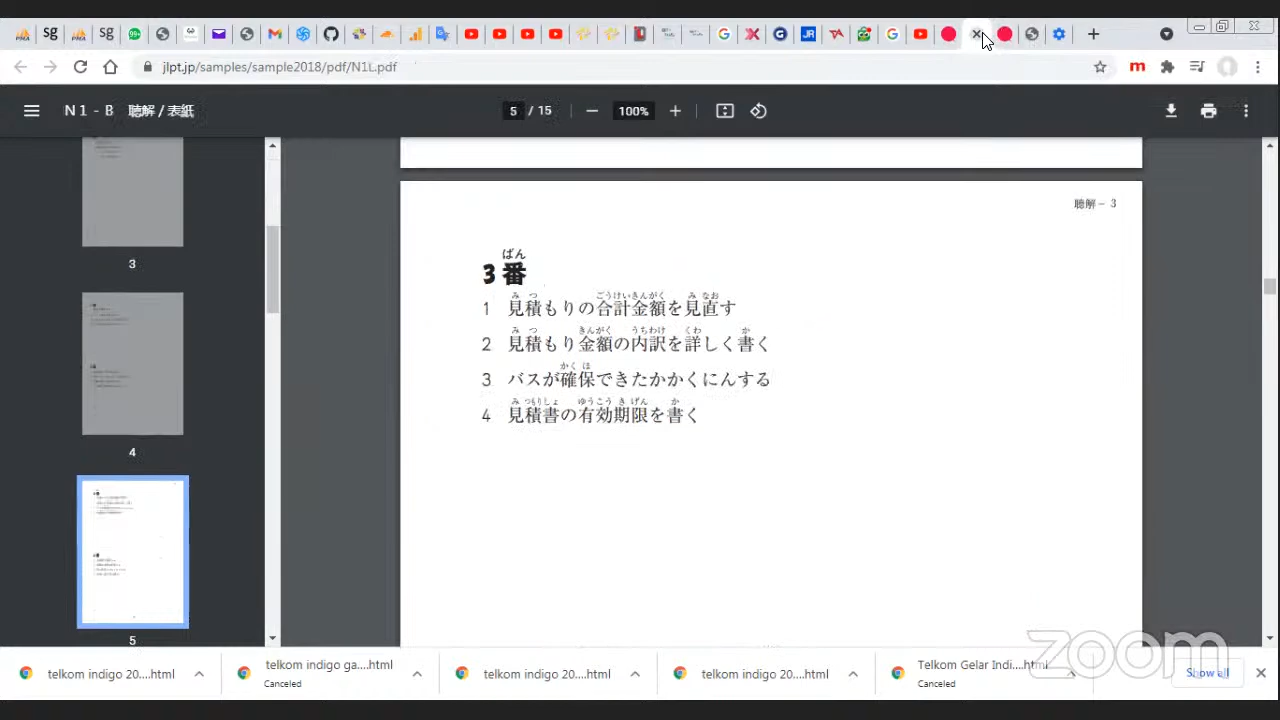 jlpt.jp/samples/sample2018/pdf/N1L.pdf
N1-B 聴解/表紙
5 / 15
100%
3
4
5
聴解－3
ばん
3番
み つ ごうけいきんがく み なお
1 見積もりの合計金額を見直す
み つ きんがく うちわけ くわ か
2 見積もり金額の内訳を詳しく書く
かく ほ
3 バスが確保できたかかくにんする
み つもりしょ ゆうこう き げん か
4 見積書の有効期限を書く
zoom
telkom indigo 20....html
telkom indigo ga....html
Canceled
telkom indigo 20....html
telkom indigo 20....html
Telkom Gelar Indi....html
Canceled
Show all